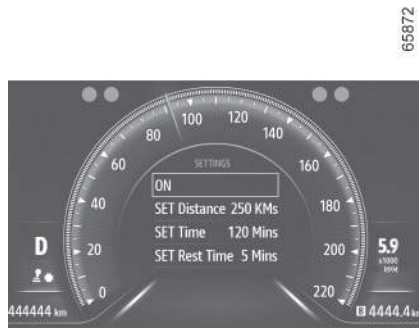 65872
100 120
80 140
60 160
SETTINGS
ON
40 180
SET Distance 250 KMs
SET Time 120 Mins
D 20 200 5.9
x1000
RPM
SET Rest Time 5 Mins
0 220
444444 km B 4444.4 k